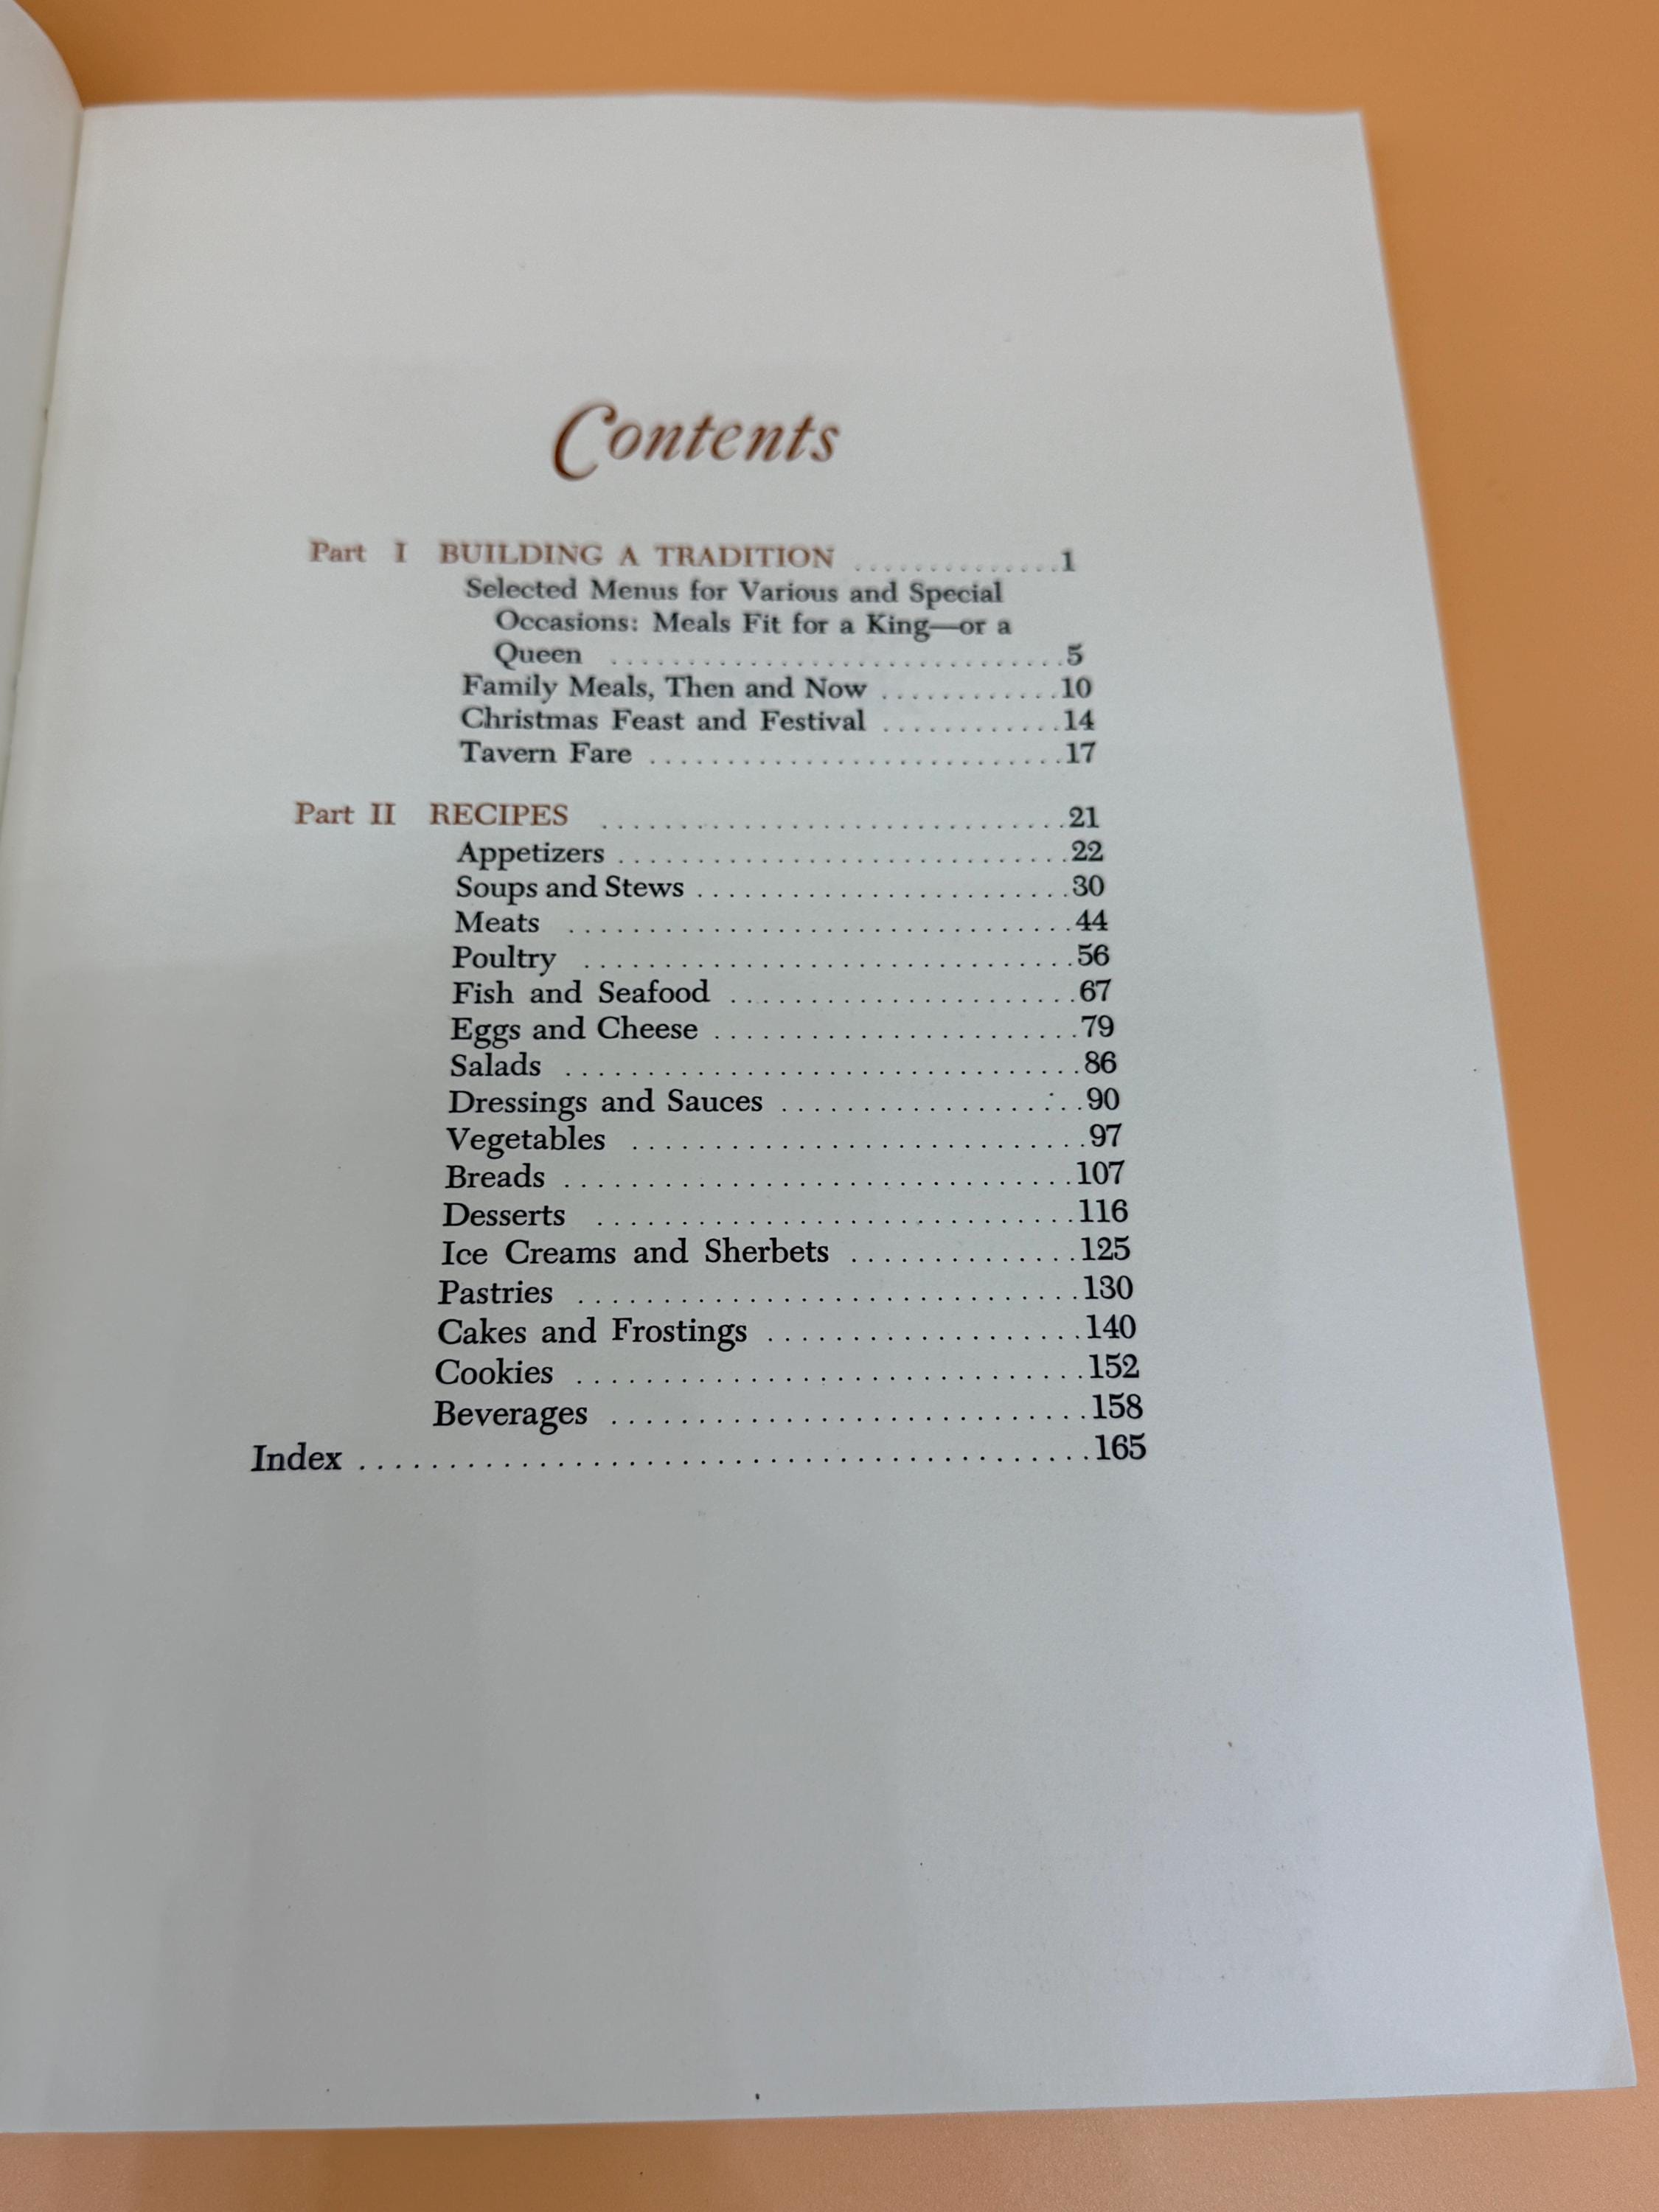 Contents
Part I BUILDING A TRADITION ..............1
Selected Menus for Various and Special
Occasions: Meals Fit for a King—or a
Queen ..............................5
Family Meals, Then and Now ............10
Christmas Feast and Festival ............14
Tavern Fare ...........................17
Part II RECIPES ..............................21
Appetizers .............................22
Soups and Stews ........................30
Meats ................................44
Poultry ...............................56
Fish and Seafood ......................67
Eggs and Cheese .......................79
Salads ................................86
Dressings and Sauces ..................90
Vegetables ............................97
Breads ...............................107
Desserts .............................116
Ice Creams and Sherbets ..............125
Pastries ..............................130
Cakes and Frostings ...................140
Cookies ..............................152
Beverages ............................158
Index ..........................................165